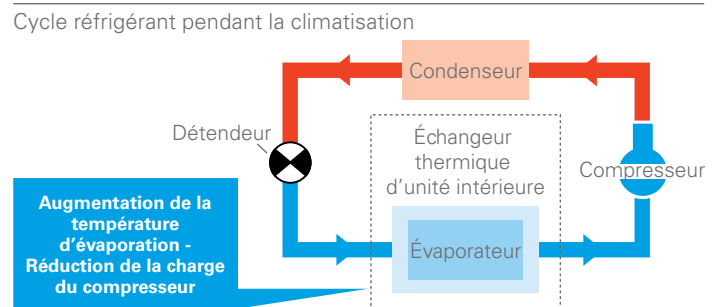 Cycle réfrigérant pendant la climatisation
Condenseur
Détendeur
Échangeur
thermique
d'unité intérieure
Compresseur
Augmentation de la
température
d'évaporation -
Réduction de la charge
du compresseur
Évaporateur